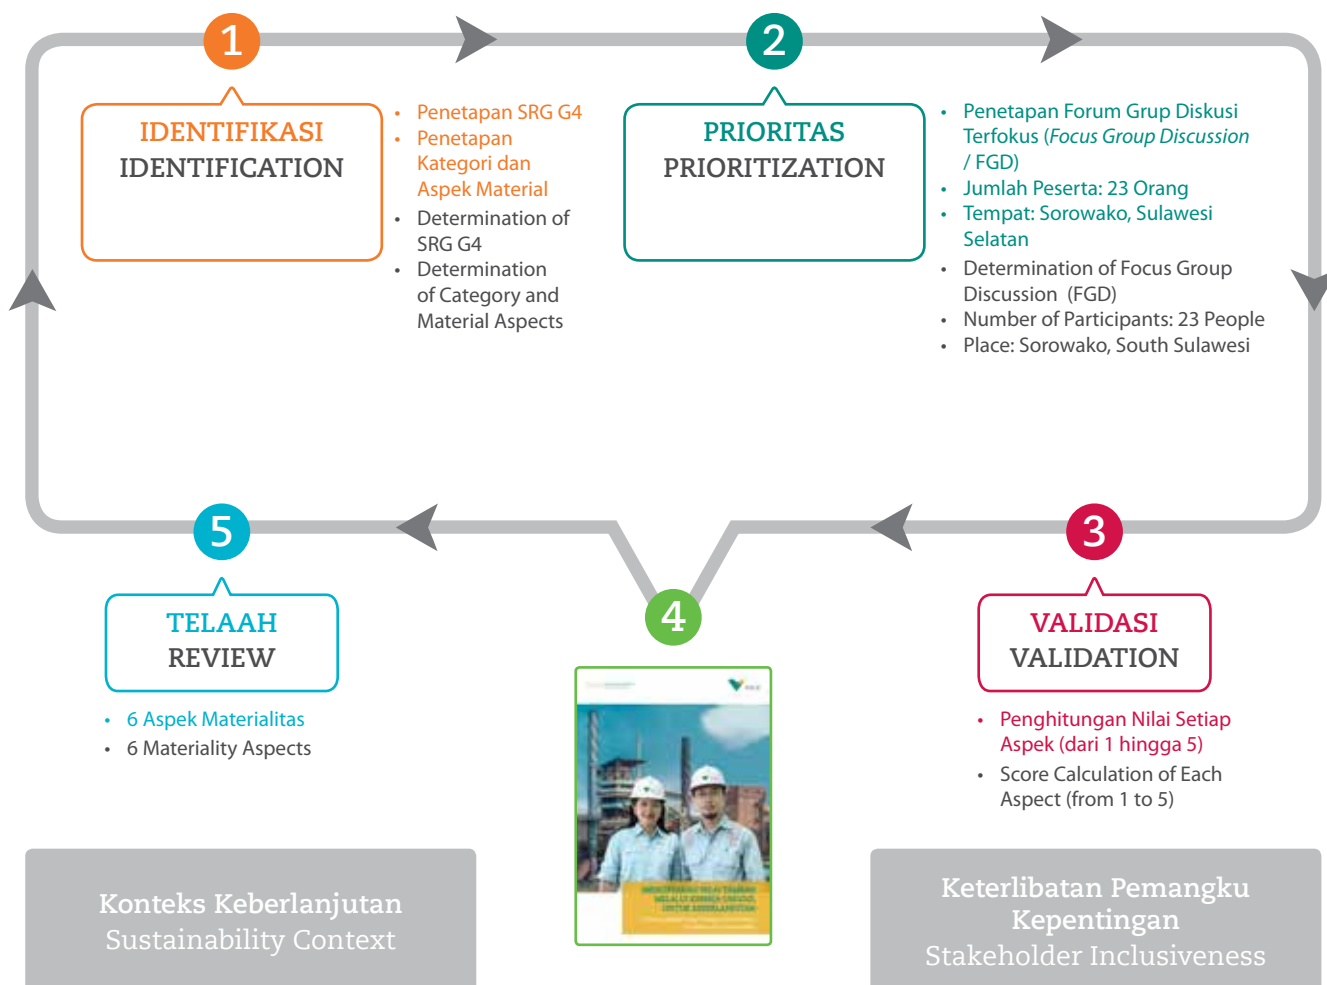 1
IDENTIFIKASI
IDENTIFICATION
• Penetapan SRG G4
• Penetapan
Kategori dan
Aspek Material
• Determination of
SRG G4
• Determination
of Category and
Material Aspects
2
PRIORITAS
PRIORITIZATION
• Penetapan Forum Grup Diskusi
Terfokus (Focus Group Discussion
/ FGD)
• Jumlah Peserta: 23 Orang
• Tempat: Sorowako, Sulawesi
Selatan
• Determination of Focus Group
Discussion (FGD)
• Number of Participants: 23 People
• Place: Sorowako, South Sulawesi
3
VALIDASI
VALIDATION
• Penghitungan Nilai Setiap
Aspek (dari 1 hingga 5)
• Score Calculation of Each
Aspect (from 1 to 5)
4
5
TELAAH
REVIEW
• 6 Aspek Materialitas
• 6 Materiality Aspects
Konteks Keberlanjutan
Sustainability Context
Keterlibatan Pemangku
Kepentingan
Stakeholder Inclusiveness